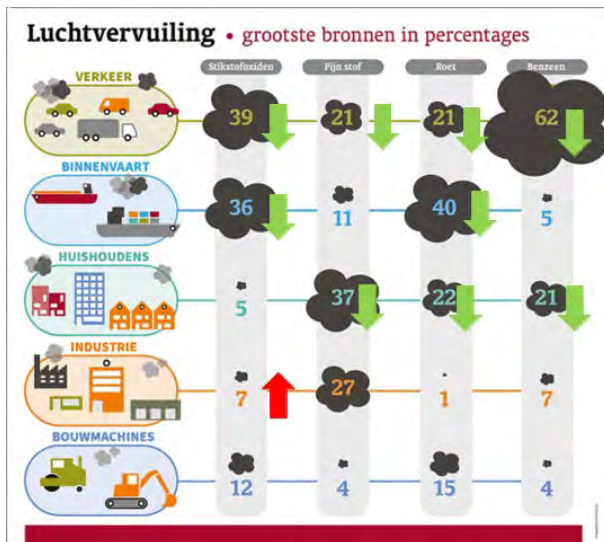 Luchtvervuiling • grootste bronnen in percentages
Stikstofoxiden Fijn stof Roet Benzeen
VERKEER
39 21 21 62
BINNENVAART
36 11 40 5
HUISHOUDENS
5 37 22 21
INDUSTRIE
7 27 1 7
BOUWMACHINES
12 4 15 4